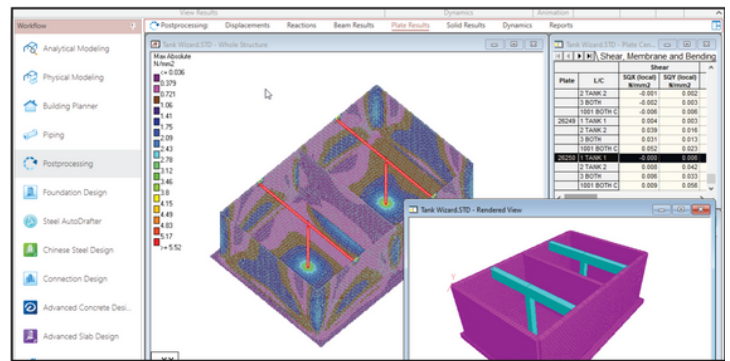 View Results
Dynamics
Animation
Workflow
Postprocessing:
Displacements
Reactions
Beam Results
Plate Results
Solid Results
Dynamics
Reports
Analytical Modeling
Physical Modeling
Building Planner
Piping
Postprocessing
Foundation Design
Steel AutoDrafter
Chinese Steel Design
Connection Design
Advanced Concrete Desi...
Advanced Slab Design
Tank Wizard.STD - Whole Structure
Max Absolute
N/mm2
<= 0.036
0.379
0.721
1.06
1.41
1.75
2.09
2.43
2.78
3.12
3.46
3.8
4.15
4.49
4.83
5.17
>= 5.52
Tank Wizard.STD - Plate Cen...
Shear, Membrane and Bending
Shear
Plate L/C SQX (local) N/mm2 SQY (local) N/mm2
2 TANK 2 -0.001 0.002
3 BOTH -0.002 0.003
1001 BOTH C -0.006 0.006
26249 1 TANK 1 0.004 0.003
2 TANK 2 0.039 0.016
3 BOTH 0.031 0.013
1001 BOTH C 0.052 0.023
26250 1 TANK 1 -0.000 0.006
2 TANK 2 0.008 0.042
3 BOTH 0.006 0.033
1001 BOTH C 0.009 0.056
Tank Wizard.STD - Rendered View
Y